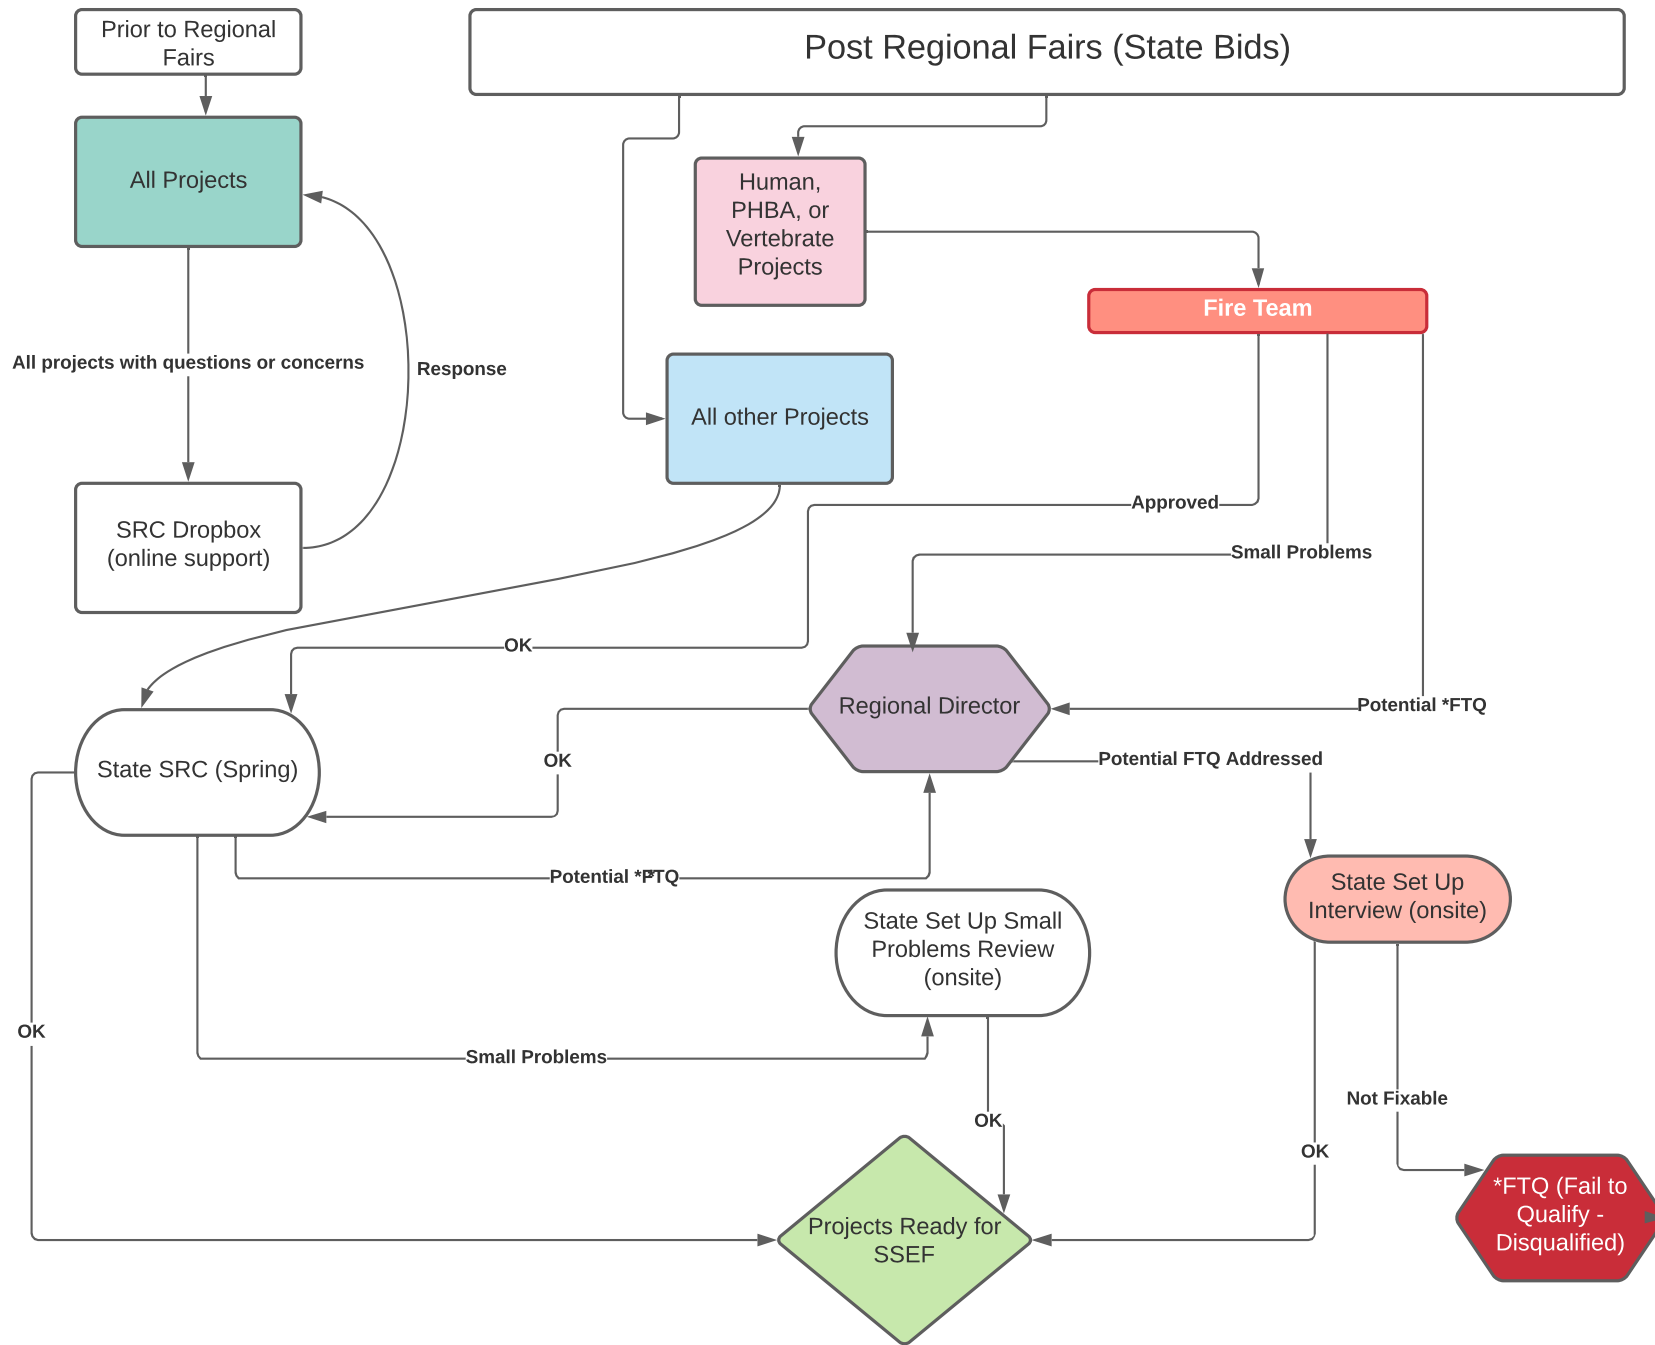 Prior to Regional
Fairs
Post Regional Fairs (State Bids)
All Projects
Human,
PHBA, or
Vertebrate
Projects
Fire Team
All projects with questions or concerns
Response
All other Projects
SRC Dropbox
(online support)
Approved
Small Problems
OK
Regional Director
Potential *FTQ
State SRC (Spring)
OK
Potential FTQ Addressed
Potential *FTQ
State Set Up
Interview (onsite)
State Set Up Small
Problems Review
(onsite)
OK
Small Problems
OK
Not Fixable
OK
*FTQ (Fail to
Qualify -
Disqualified)
Projects Ready for
SSEF